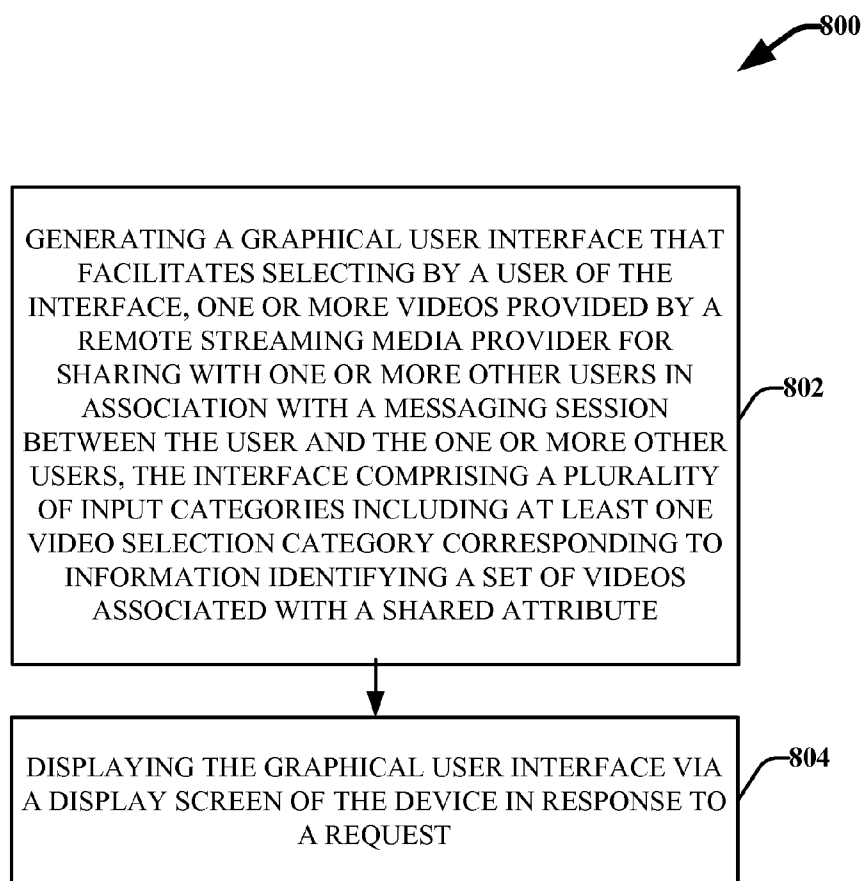 800
GENERATING A GRAPHICAL USER INTERFACE THAT
FACILITATES SELECTING BY A USER OF THE
INTERFACE, ONE OR MORE VIDEOS PROVIDED BY A
REMOTE STREAMING MEDIA PROVIDER FOR
SHARING WITH ONE OR MORE OTHER USERS IN
ASSOCIATION WITH A MESSAGING SESSION
BETWEEN THE USER AND THE ONE OR MORE OTHER
USERS, THE INTERFACE COMPRISING A PLURALITY
OF INPUT CATEGORIES INCLUDING AT LEAST ONE
VIDEO SELECTION CATEGORY CORRESPONDING TO
INFORMATION IDENTIFYING A SET OF VIDEOS
ASSOCIATED WITH A SHARED ATTRIBUTE
802
DISPLAYING THE GRAPHICAL USER INTERFACE VIA
A DISPLAY SCREEN OF THE DEVICE IN RESPONSE TO
A REQUEST
804